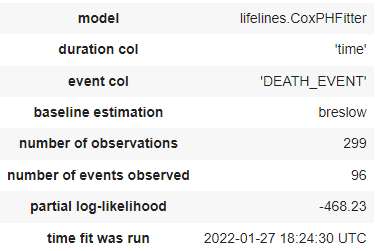 model lifelines.CoxPHFitter
duration col 'time'
event col 'DEATH_EVENT'
baseline estimation breslow
number of observations 299
number of events observed 96
partial log-likelihood -468.23
time fit was run 2022-01-27 18:24:30 UTC